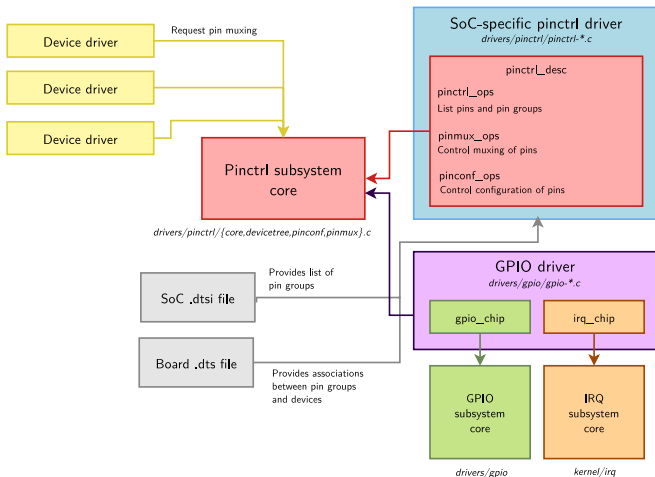 Device driver
Request pin muxing
Device driver
Device driver
Pinctrl subsystem
core
drivers/pinctrl/{core,devicetree,pinconf,pinmux}.c
SoC-specific pinctrl driver
drivers/pinctrl/pinctrl-*.c
pinctrl_desc
pinctrl_ops
List pins and pin groups
pinmux_ops
Control muxing of pins
pinconf_ops
Control configuration of pins
SoC .dtsi file
Provides list of
pin groups
Board .dts file
Provides associations
between pin groups
and devices
GPIO driver
drivers/gpio/gpio-*.c
gpio_chip
irq_chip
GPIO
subsystem
core
drivers/gpio
IRQ
subsystem
core
kernel/irq